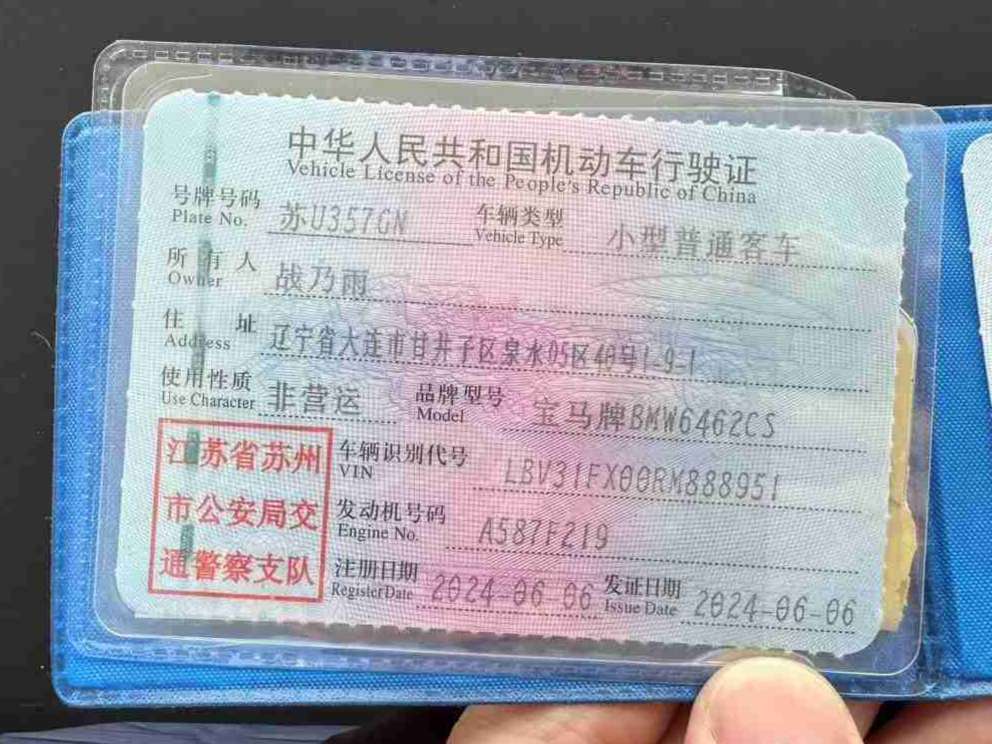 中华人民共和国机动车行驶证
Vehicle License of the People's Republic of China
号牌号码 苏U357GN 车辆类型 小型普通客车
Plate No. Vehicle Type
所有人 战乃雨
Owner
住址 辽宁省大连市甘井子区泉水05区40号1-9-1
Address
使用性质 非营运 品牌型号 宝马牌BMW6462CS
Use Character Model
江苏省苏州 车辆识别代号 LBV31FX00RM888951
VIN
市公安局交 发动机号码 A587F219
Engine No.
通警察支队 注册日期 2024-06-06 发证日期 2024-06-06
Register Date Issue Date